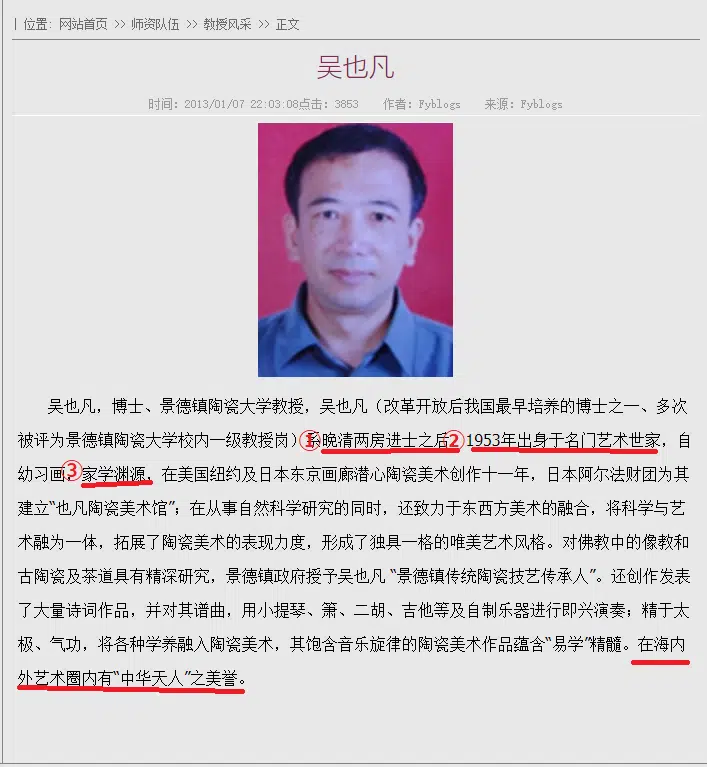 | 位置: 网站首页 >> 师资队伍 >> 教授风采 >> 正文
吴也凡
时间: 2013/01/07 22:03:08点击: 3853 作者: Fyblogs 来源: Fyblogs
吴也凡，博士、景德镇陶瓷大学教授，吴也凡（改革开放后我国最早培养的博士之一、多次
被评为景德镇陶瓷大学校内一级教授岗）①系晚清两房进士之后②1953年出身于名门艺术世家，自
幼习画③家学渊源，在美国纽约及日本东京画廊潜心陶瓷美术创作十一年，日本阿尔法财团为其
建立“也凡陶瓷美术馆”；在从事自然科学研究的同时，还致力于东西方美术的融合，将科学与艺
术融为一体，拓展了陶瓷美术的表现力度，形成了独具一格的唯美艺术风格。对佛教中的像教和
古陶瓷及茶道具有精深研究，景德镇政府授予吴也凡“景德镇传统陶瓷技艺传承人”。还创作发表
了大量诗词作品，并对其谱曲，用小提琴、箫、二胡、吉他等及自制乐器进行即兴演奏；精于太
极、气功，将各种学养融入陶瓷美术，其饱含音乐旋律的陶瓷美术作品蕴含“易学”精髓。在海内
外艺术圈内有“中华天人”之美誉。